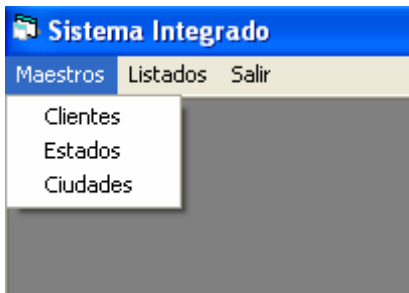 Sistema Integrado
Maestros Listados Salir
Clientes
Estados
Ciudades